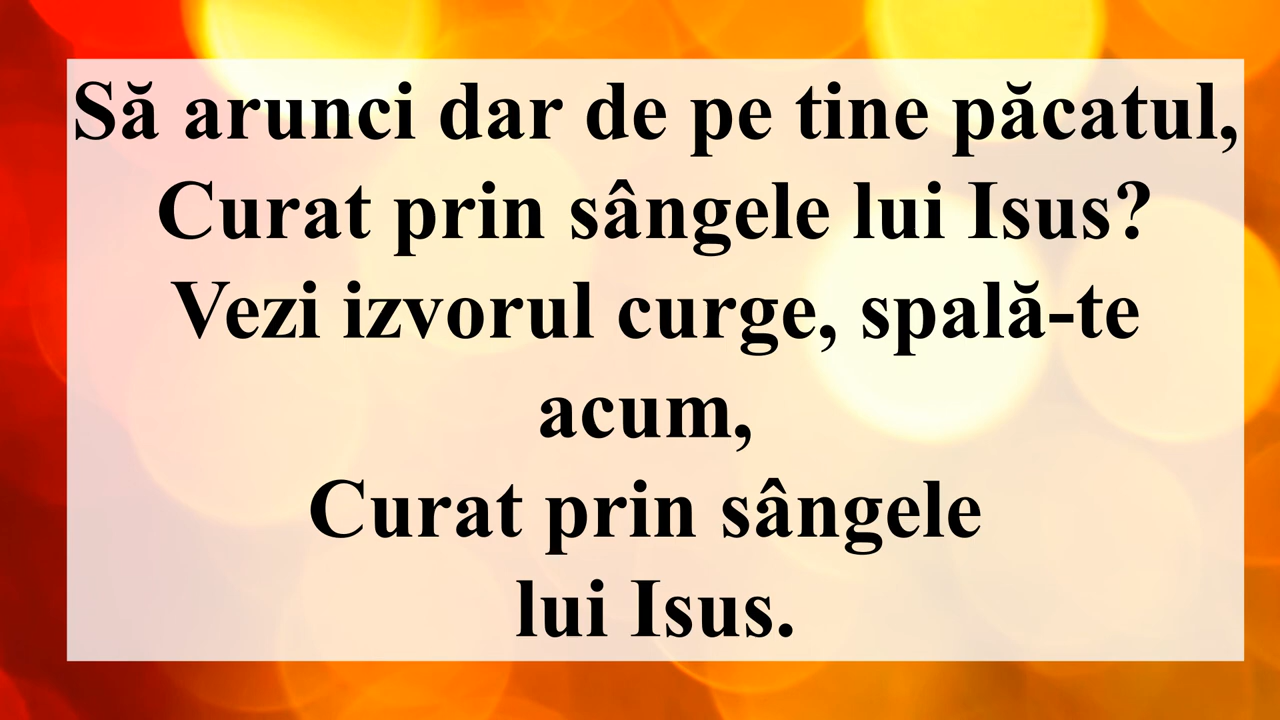 Să arunci dar de pe tine păcatul,
Curat prin sângele lui Isus?
Vezi izvorul curge, spală-te
acum,
Curat prin sângele
lui Isus.